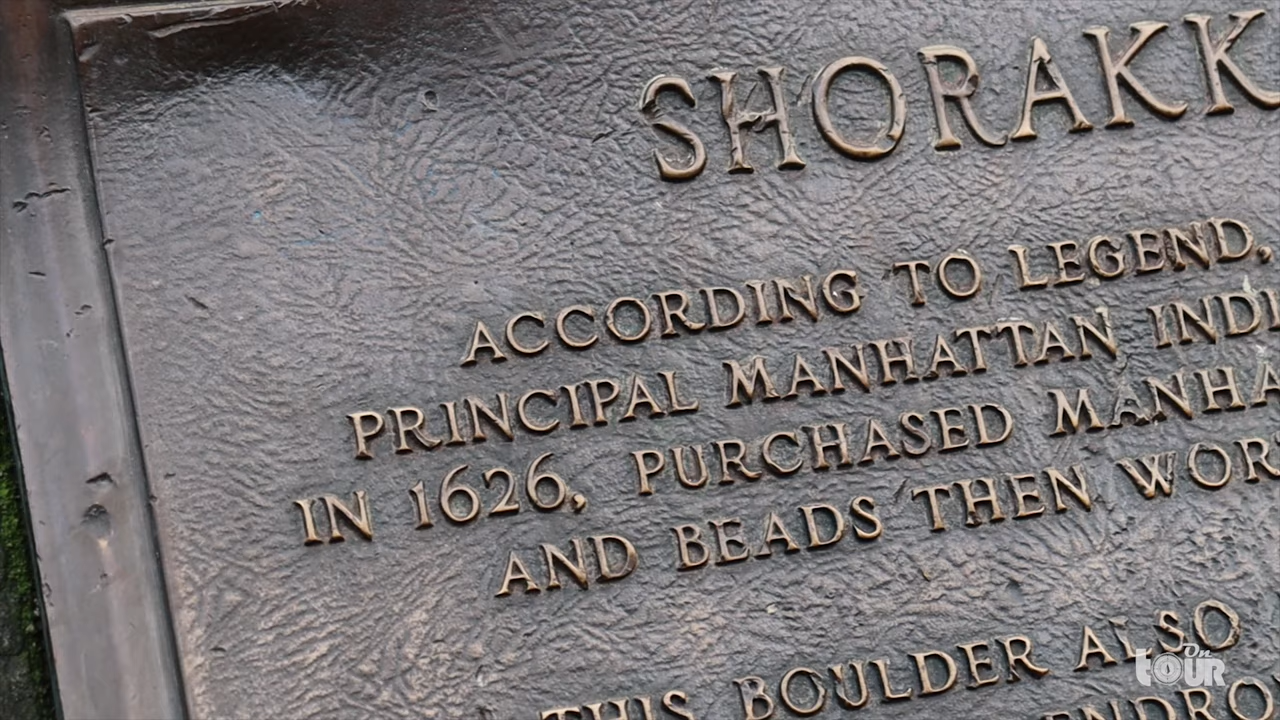 SHORAKK
ACCORDING TO LEGEND,
PRINCIPAL MANHATTAN INDI
IN 1626, PURCHASED MANHA
AND BEADS THEN WOR
THIS BOULDER ALSO
ENDRO
On TOUR